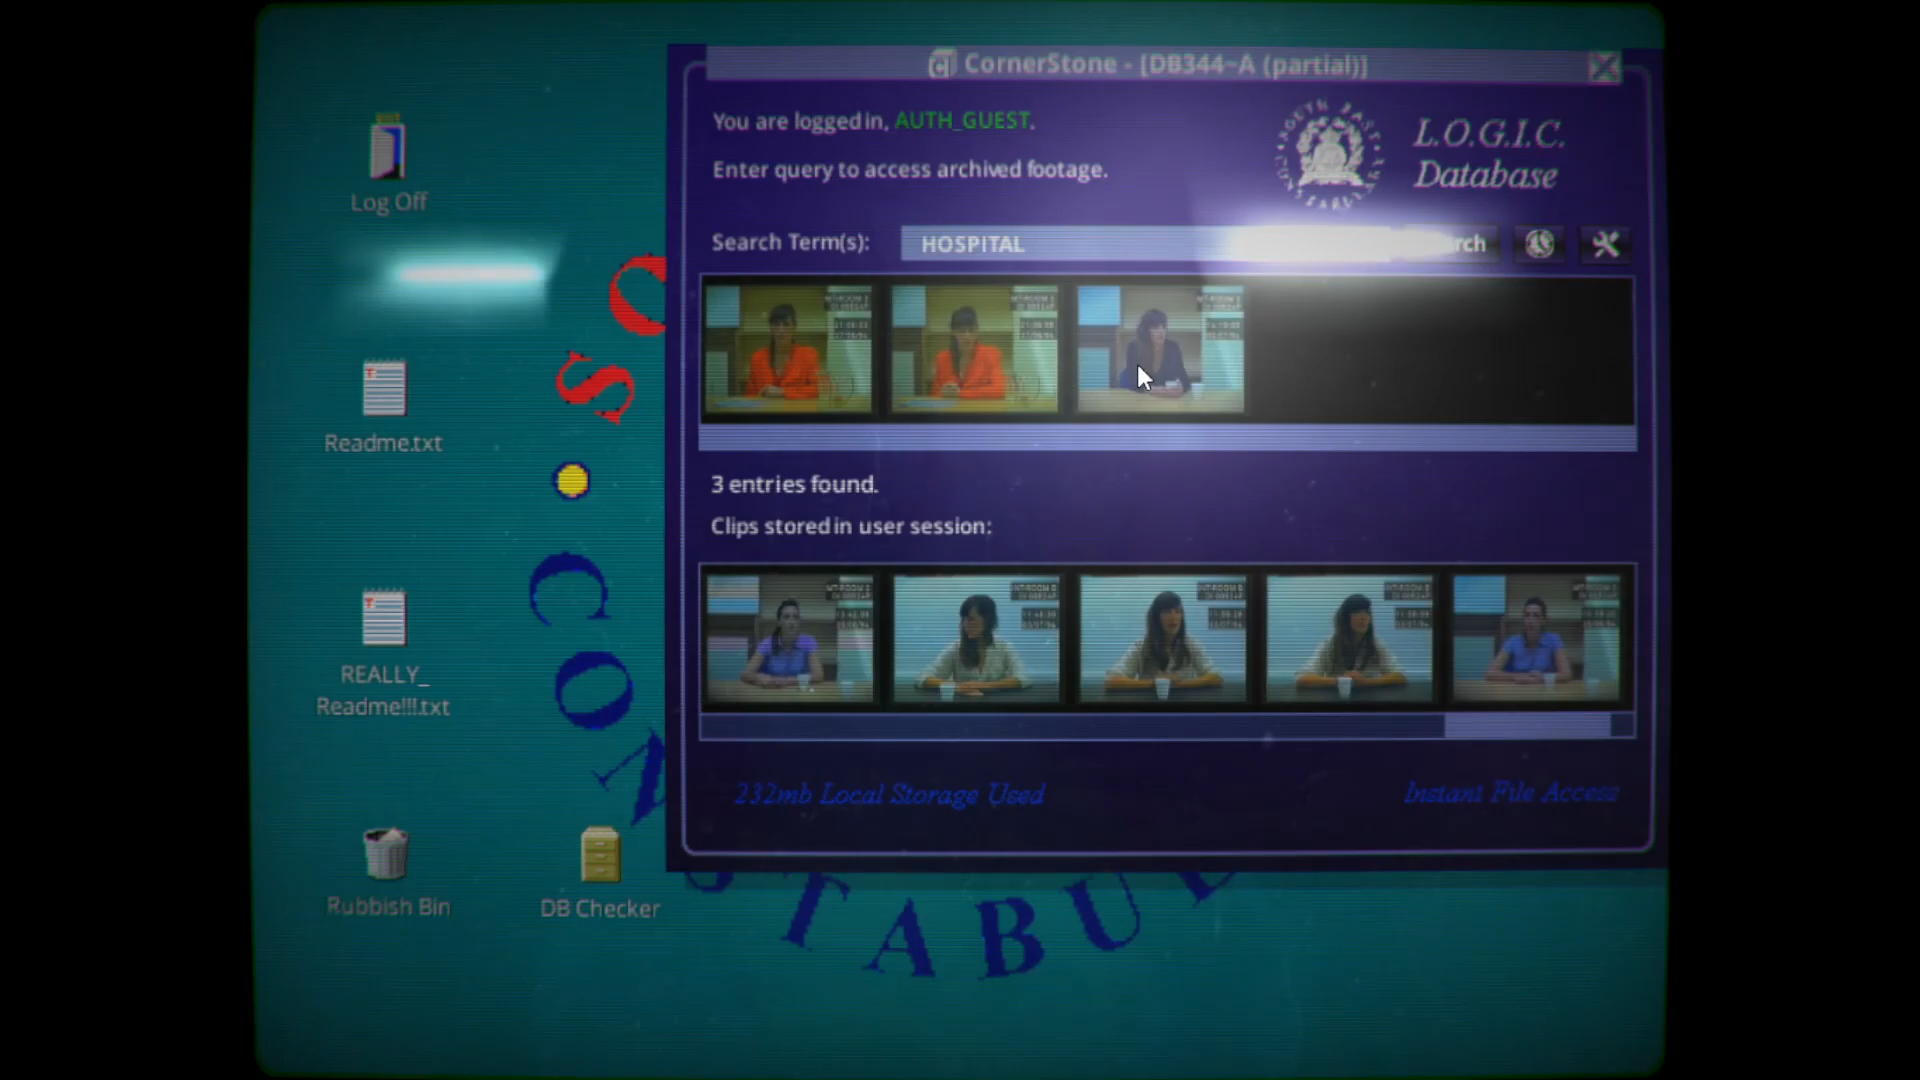 CornerStone - [DB344~A (partial)]
You are logged in, AUTH_GUEST.
Enter query to access archived footage.
L.O.G.I.C.
Database
Search Term(s):
HOSPITAL
rch
3 entries found.
Clips stored in user session:
232mb Local Storage Used
Instant File Access
Log Off
Readme.txt
REALLY_
Readme!!!.txt
Rubbish Bin
DB Checker
S C
C O N S T A B U L